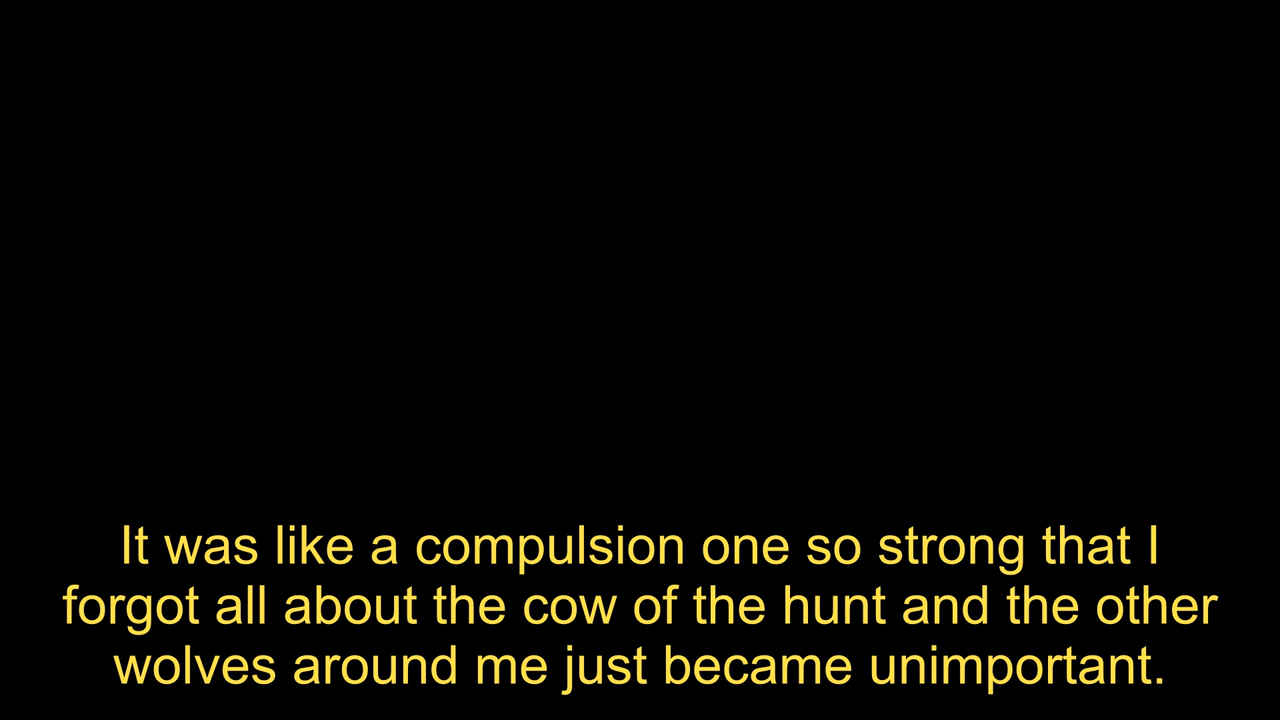 It was like a compulsion one so strong that I
forgot all about the cow of the hunt and the other
wolves around me just became unimportant.